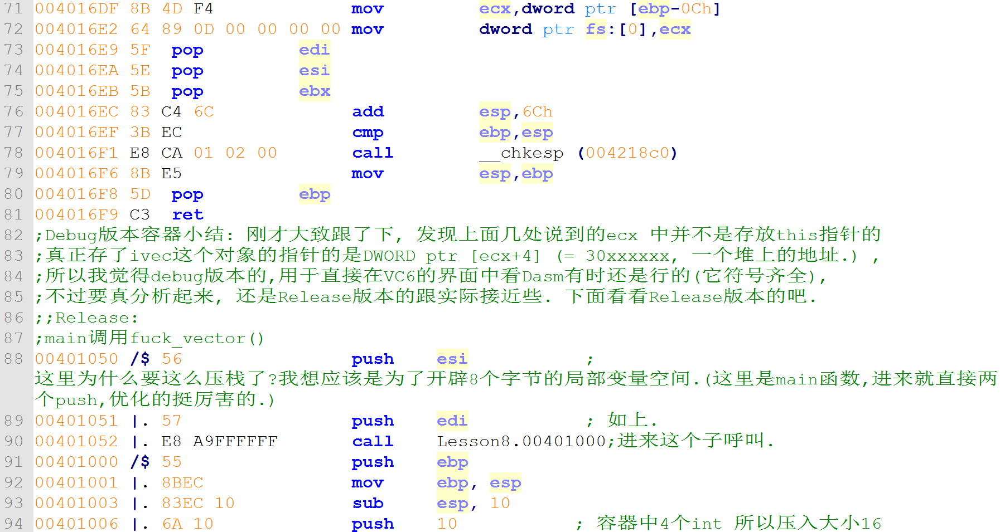 71 004016DF 8B 4D F4 mov ecx,dword ptr [ebp-0Ch]
72 004016E2 64 89 0D 00 00 00 00 mov dword ptr fs:[0],ecx
73 004016E9 5F pop edi
74 004016EA 5E pop esi
75 004016EB 5B pop ebx
76 004016EC 83 C4 6C add esp,6Ch
77 004016EF 3B EC cmp ebp,esp
78 004016F1 E8 CA 01 02 00 call __chkesp (004218c0)
79 004016F6 8B E5 mov esp,ebp
80 004016F8 5D pop ebp
81 004016F9 C3 ret
82 ;Debug版本容器小结: 刚才大致跟了下, 发现上面几处说到的ecx 中并不是存放this指针的
83 ;真正存了ivec这个对象的指针的是DWORD ptr [ecx+4] (= 30xxxxxx, 一个堆上的地址.) ,
84 ;所以我觉得debug版本的,用于直接在VC6的界面中看Dasm有时还是行的(它符号齐全),
85 ;不过要真分析起来, 还是Release版本的跟实际接近些. 下面看看Release版本的吧.
86 ;;Release:
87 ;main调用fuck_vector()
88 00401050 /$ 56 push esi ;
这里为什么要这么压栈了?我想应该是为了开辟8个字节的局部变量空间.(这里是main函数,进来就直接两
个push,优化的挺厉害的.)
89 00401051 |. 57 push edi ; 如上.
90 00401052 |. E8 A9FFFFFF call Lesson8.00401000;进来这个子呼叫.
91 00401000 /$ 55 push ebp
92 00401001 |. 8BEC mov ebp, esp
93 00401003 |. 83EC 10 sub esp, 10
94 00401006 |. 6A 10 push 10 ; 容器中4个int 所以压入大小16